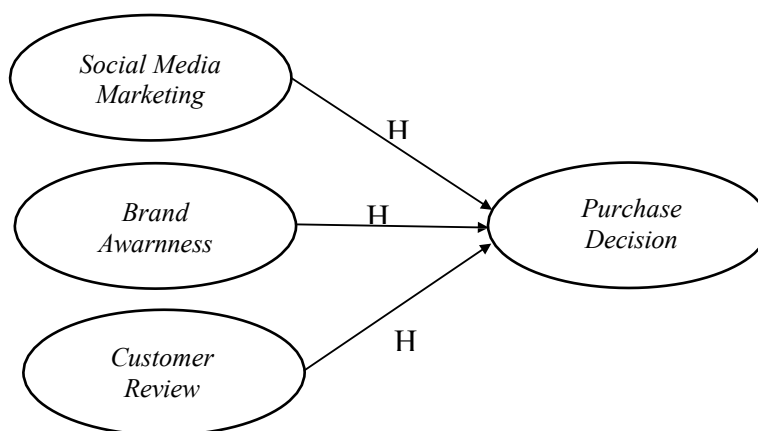 Social Media
Marketing
H
Brand
Awarnness
H
Purchase
Decision
H
Customer
Review